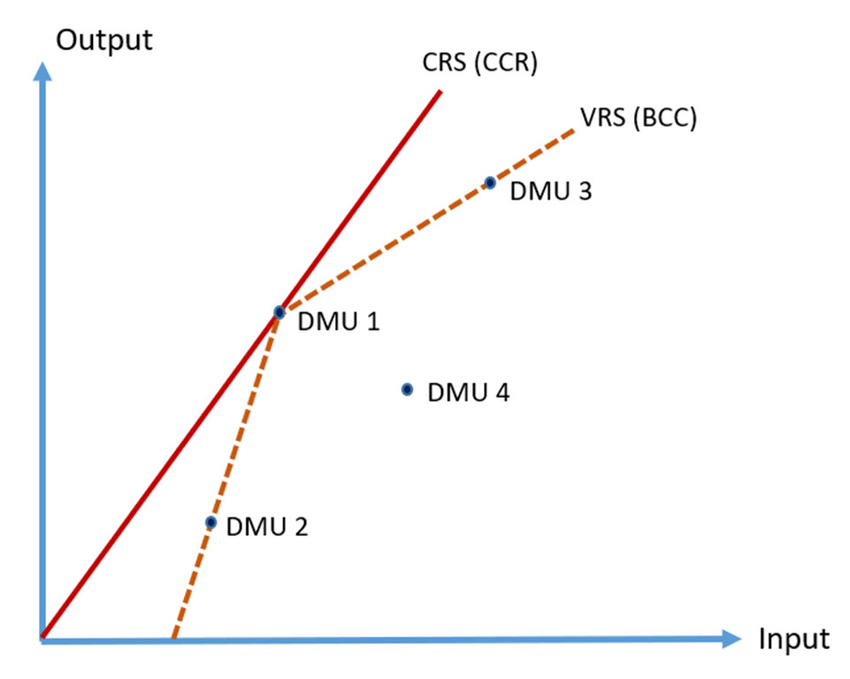 Output
CRS (CCR)
VRS (BCC)
DMU 3
DMU 1
DMU 4
DMU 2
Input